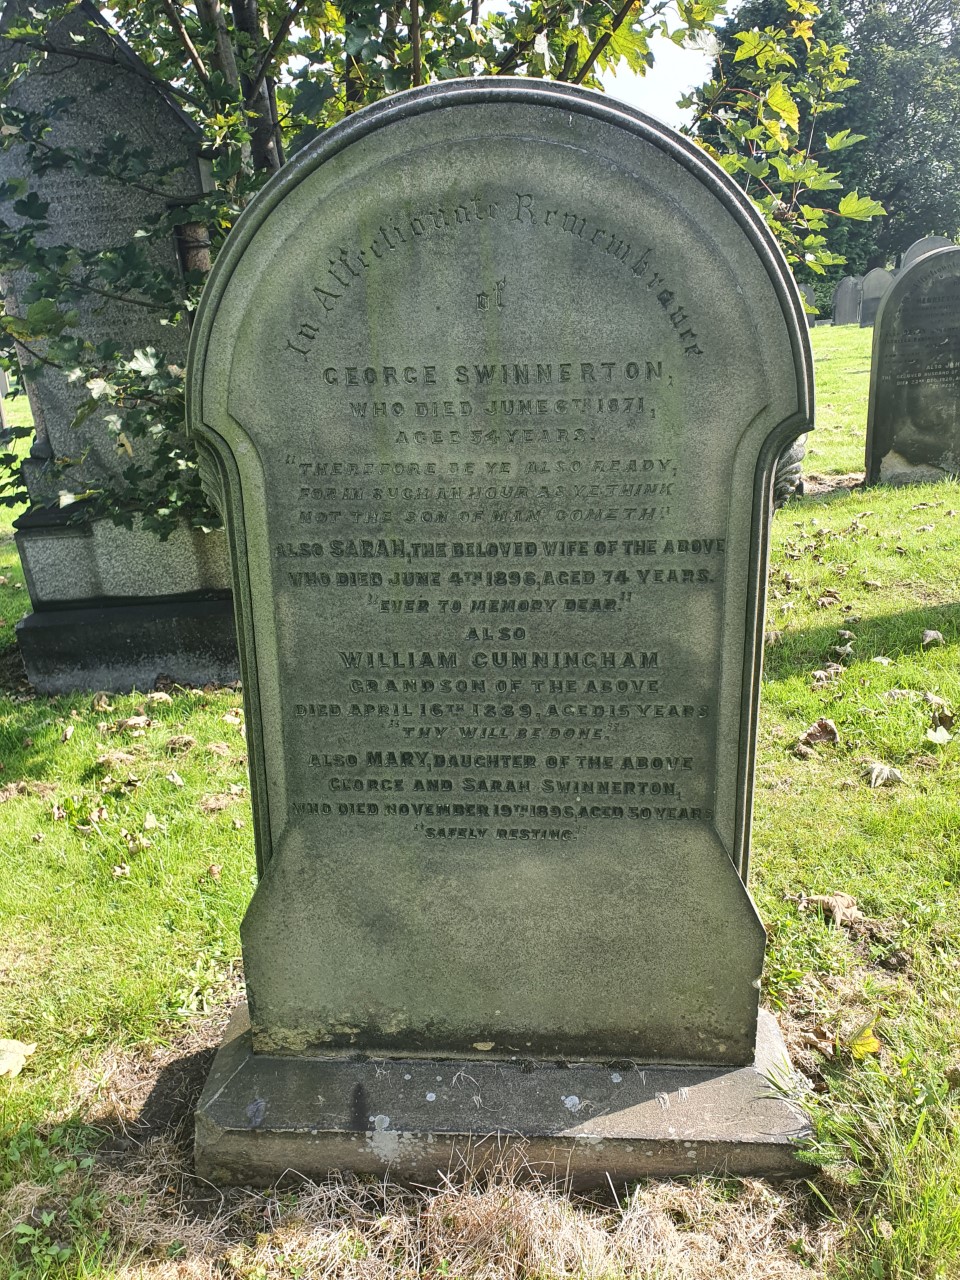 In Affectionate Remembrance
of
GEORGE SWINNERTON,
WHO DIED JUNE 6TH 1871,
AGED 54 YEARS.
"THEREFORE BE YE ALSO READY,
FOR IN SUCH AN HOUR AS YE THINK
NOT THE SON OF MAN COMETH"
ALSO SARAH, THE BELOVED WIFE OF THE ABOVE
WHO DIED JUNE 4TH 1896, AGED 74 YEARS.
"EVER TO MEMORY DEAR."
ALSO
WILLIAM CUNNINGHAM
GRANDSON OF THE ABOVE
DIED APRIL 16TH 1889, AGED 15 YEARS
"THY WILL BE DONE."
ALSO MARY, DAUGHTER OF THE ABOVE
GEORGE AND SARAH SWINNERTON,
WHO DIED NOVEMBER 19TH 1896, AGED 50 YEARS
"SAFELY RESTING."